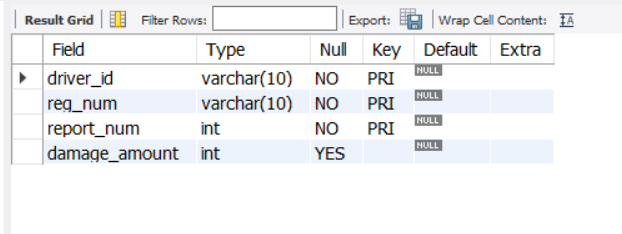 Result Grid Filter Rows: Export: Wrap Cell Content: IA
Field Type Null Key Default Extra
driver_id varchar(10) NO PRI NULL
reg_num varchar(10) NO PRI NULL
report_num int NO PRI NULL
damage_amount int YES NULL